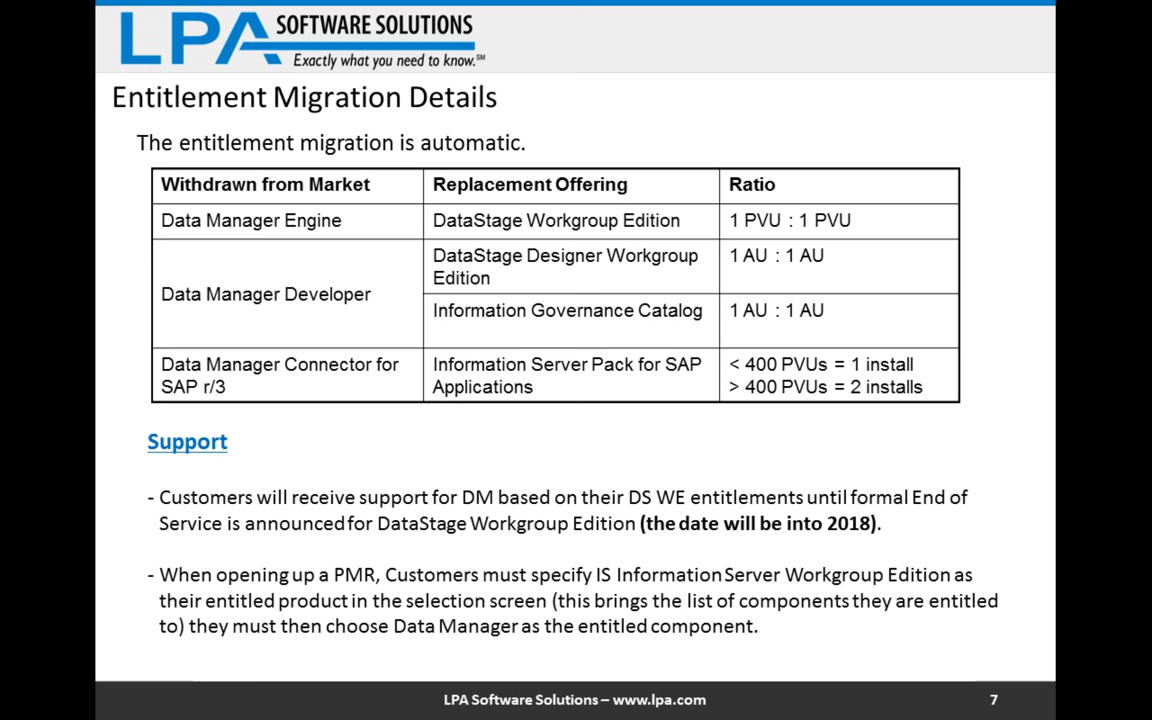 LPA SOFTWARE SOLUTIONS
Exactly what you need to know.℠
Entitlement Migration Details
The entitlement migration is automatic.
Withdrawn from Market Replacement Offering Ratio
Data Manager Engine DataStage Workgroup Edition 1 PVU : 1 PVU
Data Manager Developer
DataStage Designer Workgroup
Edition
1 AU : 1 AU
Information Governance Catalog 1 AU : 1 AU
Data Manager Connector for
SAP r/3
Information Server Pack for SAP
Applications
< 400 PVUs = 1 install
> 400 PVUs = 2 installs
Support
- Customers will receive support for DM based on their DS WE entitlements until formal End of
Service is announced for DataStage Workgroup Edition (the date will be into 2018).
- When opening up a PMR, Customers must specify IS Information Server Workgroup Edition as
their entitled product in the selection screen (this brings the list of components they are entitled
to) they must then choose Data Manager as the entitled component.
LPA Software Solutions – www.lpa.com 7